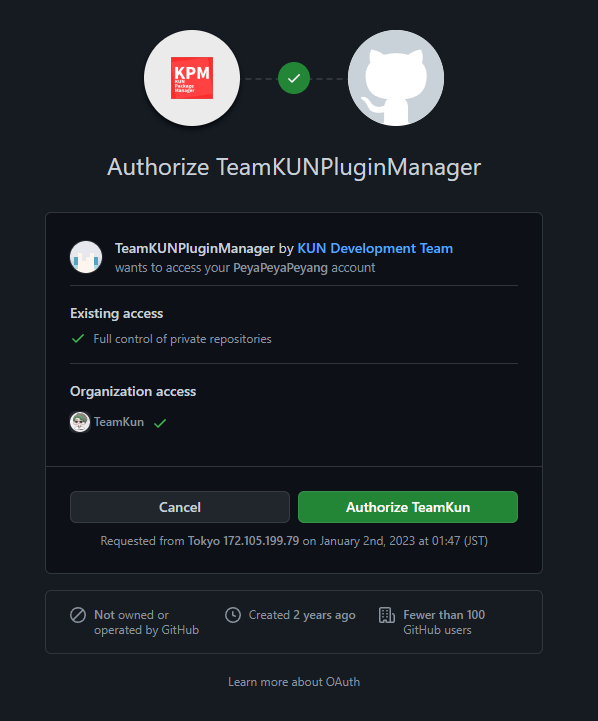 KPM
KUN
Package
Manager
Authorize TeamKUNPluginManager
TeamKUNPluginManager by KUN Development Team
wants to access your PeyaPeyaPeyang account
Existing access
Full control of private repositories
Organization access
TeamKun
Cancel
Authorize TeamKun
Requested from Tokyo 172.105.199.79 on January 2nd, 2023 at 01:47 (JST)
Not owned or
operated by GitHub
Created 2 years ago
Fewer than 100
GitHub users
Learn more about OAuth